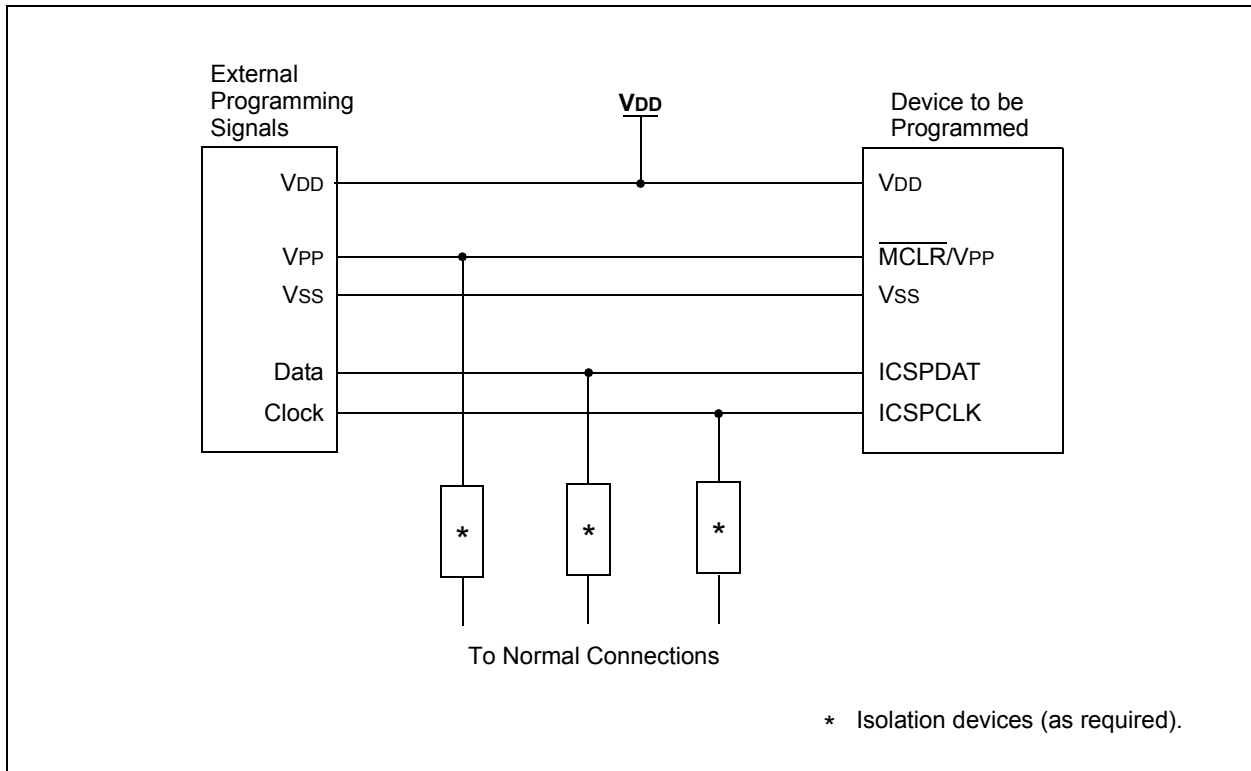 External
Programming
Signals
VDD
Device to be
Programmed
VDD
VDD
VPP
MCLR/VPP
VSS
VSS
Data
ICSPDAT
Clock
ICSPCLK
*
*
*
To Normal Connections
* Isolation devices (as required).